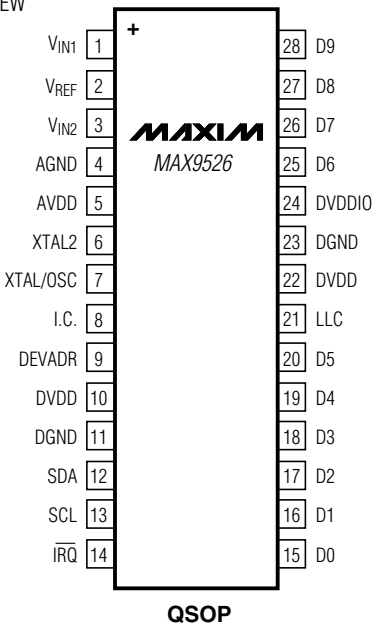 EW
+
VIN1 1
VREF 2
VIN2 3
AGND 4
AVDD 5
XTAL2 6
XTAL/OSC 7
I.C. 8
DEVADR 9
DVDD 10
DGND 11
SDA 12
SCL 13
IRQ 14
MAXIM
MAX9526
28 D9
27 D8
26 D7
25 D6
24 DVDDIO
23 DGND
22 DVDD
21 LLC
20 D5
19 D4
18 D3
17 D2
16 D1
15 D0
QSOP